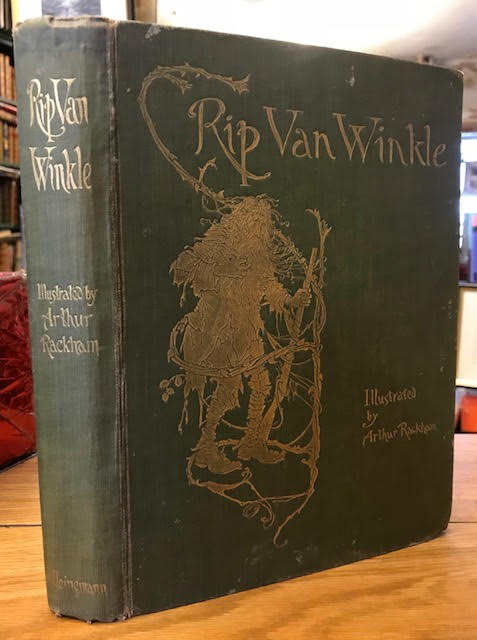 Rip Van
Winkle
Illustrated by
Arthur
Rackham
Heinemann
Rip Van Winkle
Illustrated
by
Arthur Rackham